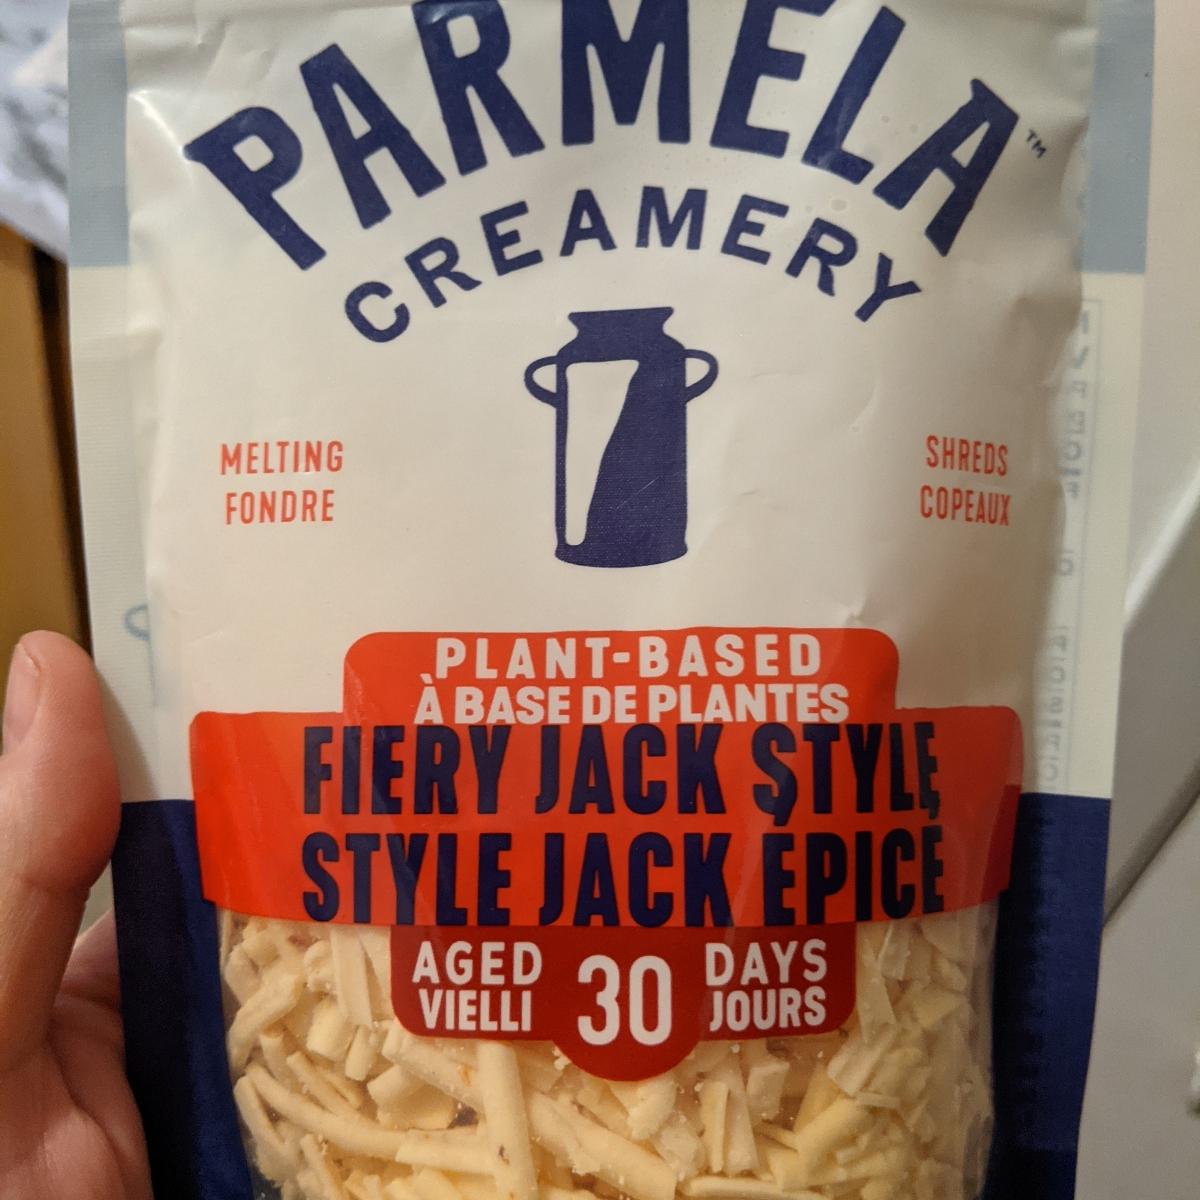 PARMELA™
CREAMERY
MELTING
FONDRE
SHREDS
COPEAUX
PLANT-BASED
À BASE DE PLANTES
FIERY JACK STYLE
STYLE JACK ÉPICÉ
AGED 30 DAYS
VIELLI JOURS